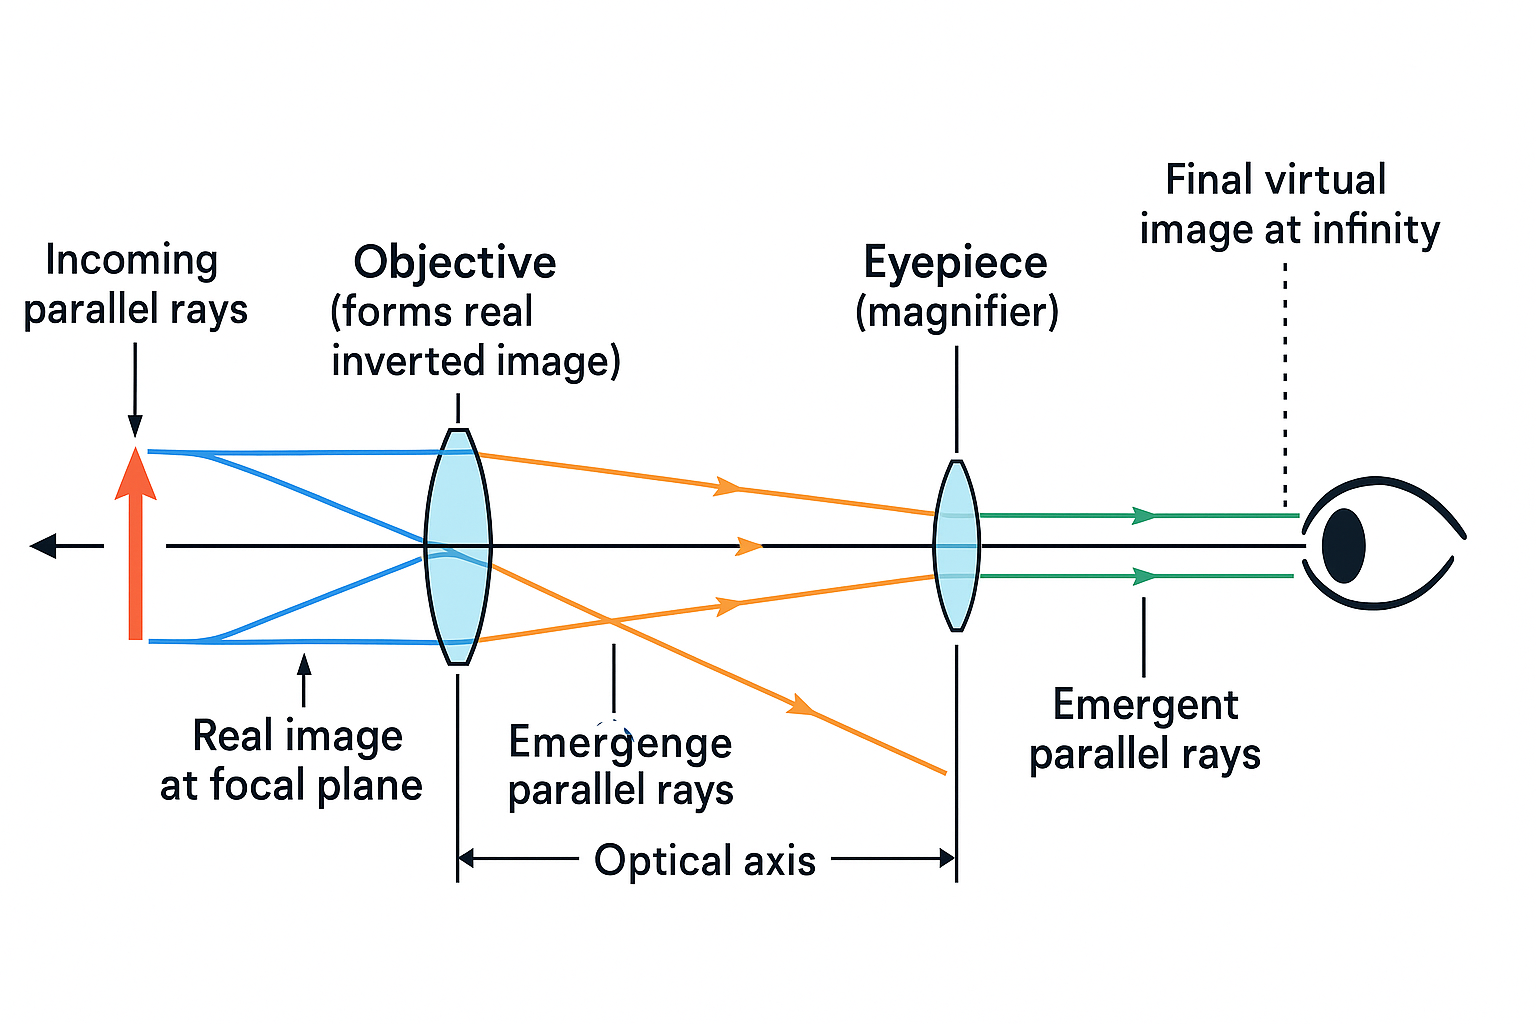 Final virtual
image at infinity
Incoming
parallel rays
Objective
(forms real
inverted image)
Eyepiece
(magnifier)
Real image
at focal plane
Emergenge
parallel rays
Emergent
parallel rays
Optical axis